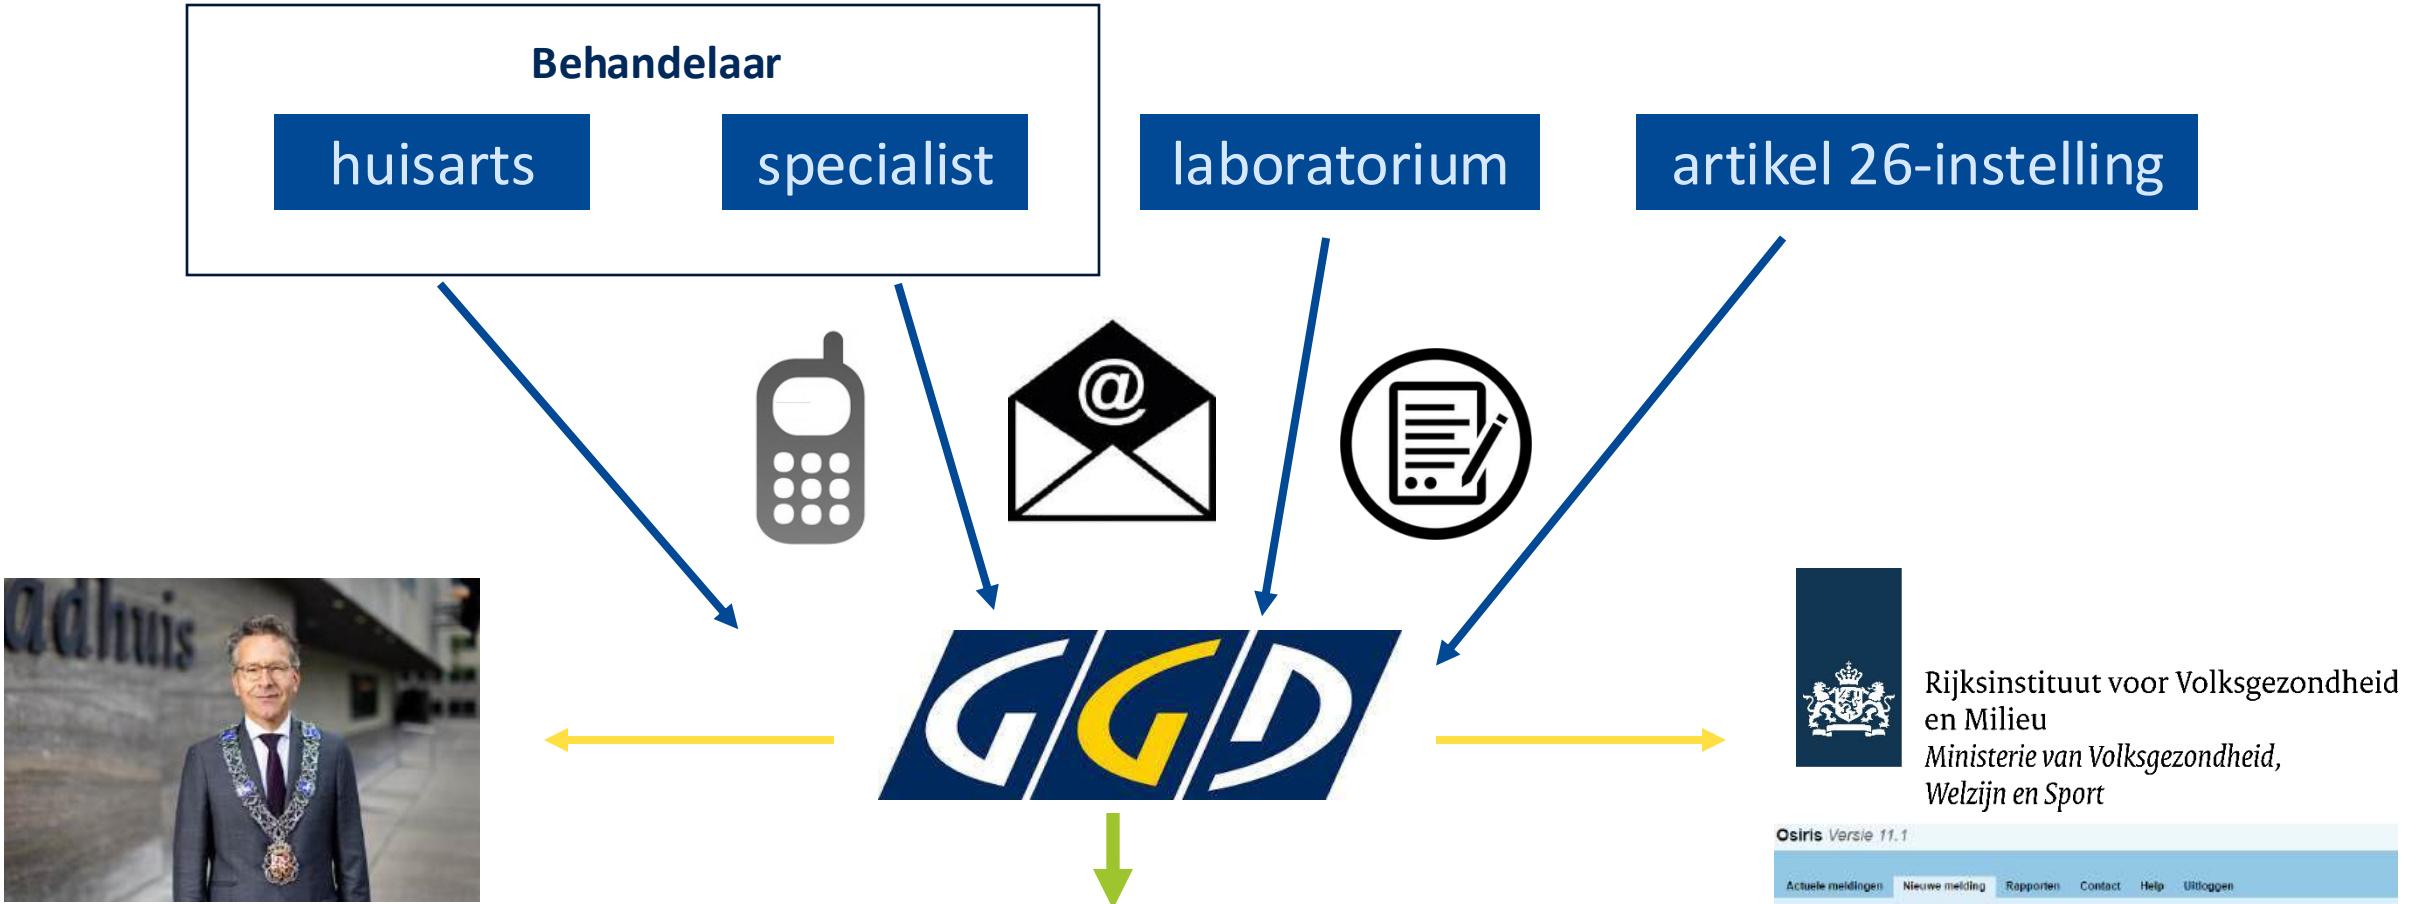 Behandelaar
huisarts
specialist
laboratorium
artikel 26-instelling
@
adhuis
GGD
Rijksinstituut voor Volksgezondheid
en Milieu
Ministerie van Volksgezondheid,
Welzijn en Sport
Osiris Versie 11.1
Actuele meldingen Nieuwe melding Rapporten Contact Help Uitloggen